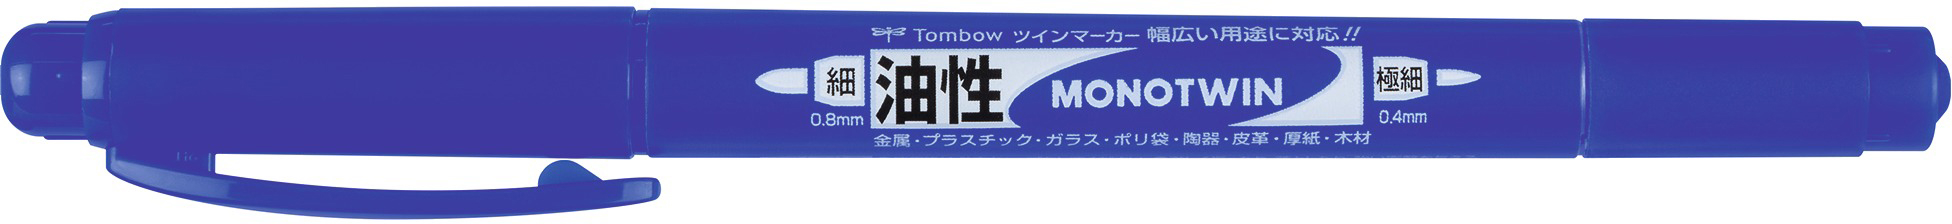 Tombow ツインマーカー 幅広い用途に対応!!
細 油性 MONOTWIN 極細
0.8mm 0.4mm
金属・プラスチック・ガラス・ポリ袋・陶器・皮革・厚紙・木材